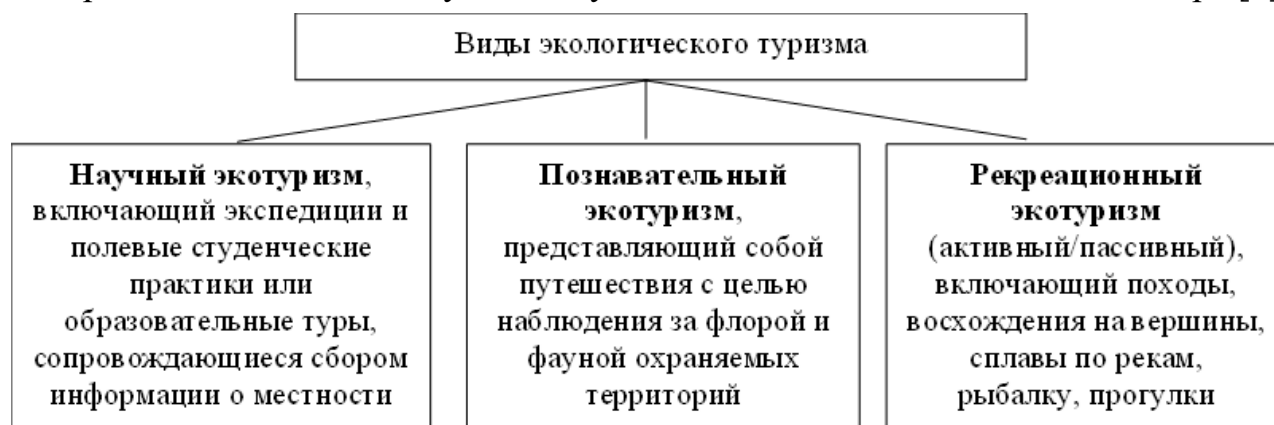 Виды экологического туризма
Научный экотуризм,
включающий экспедиции и
полевые студенческие
практики или
образовательные туры,
сопровождающиеся сбором
информации о местности
Познавательный
экотуризм,
представляющий собой
путешествия с целью
наблюдения за флорой и
фауной охраняемых
территорий
Рекреационный
экотуризм
(активный/пассивный),
включающий походы,
восхождения на вершины,
сплавы по рекам,
рыбалку, прогулки